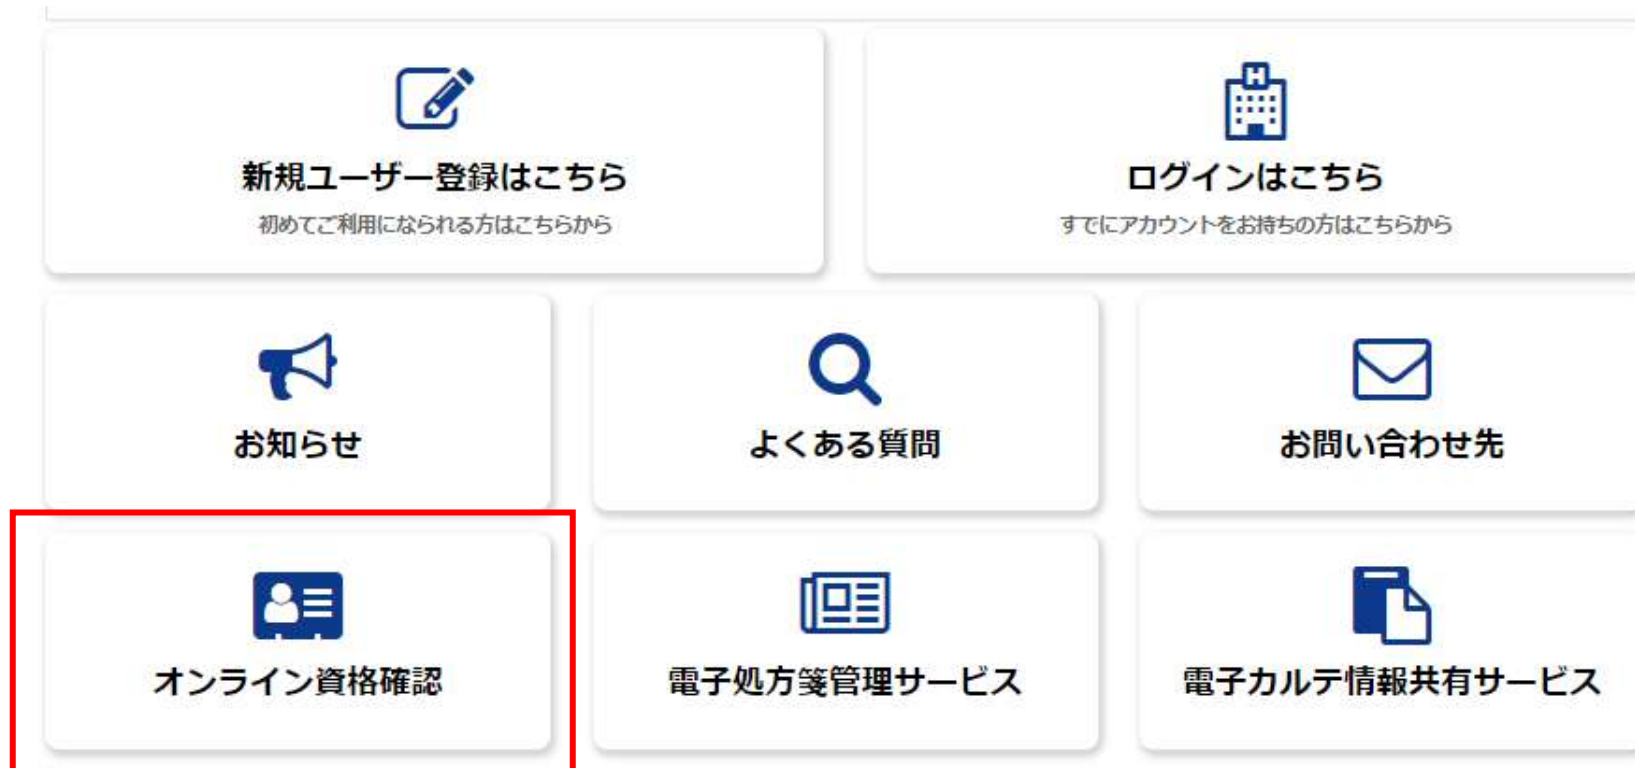 新規ユーザー登録はこちら
初めてご利用になられる方はこちらから
ログインはこちら
すでにアカウントをお持ちの方はこちらから
お知らせ
よくある質問
お問い合わせ先
オンライン資格確認
電子処方箋管理サービス
電子カルテ情報共有サービス